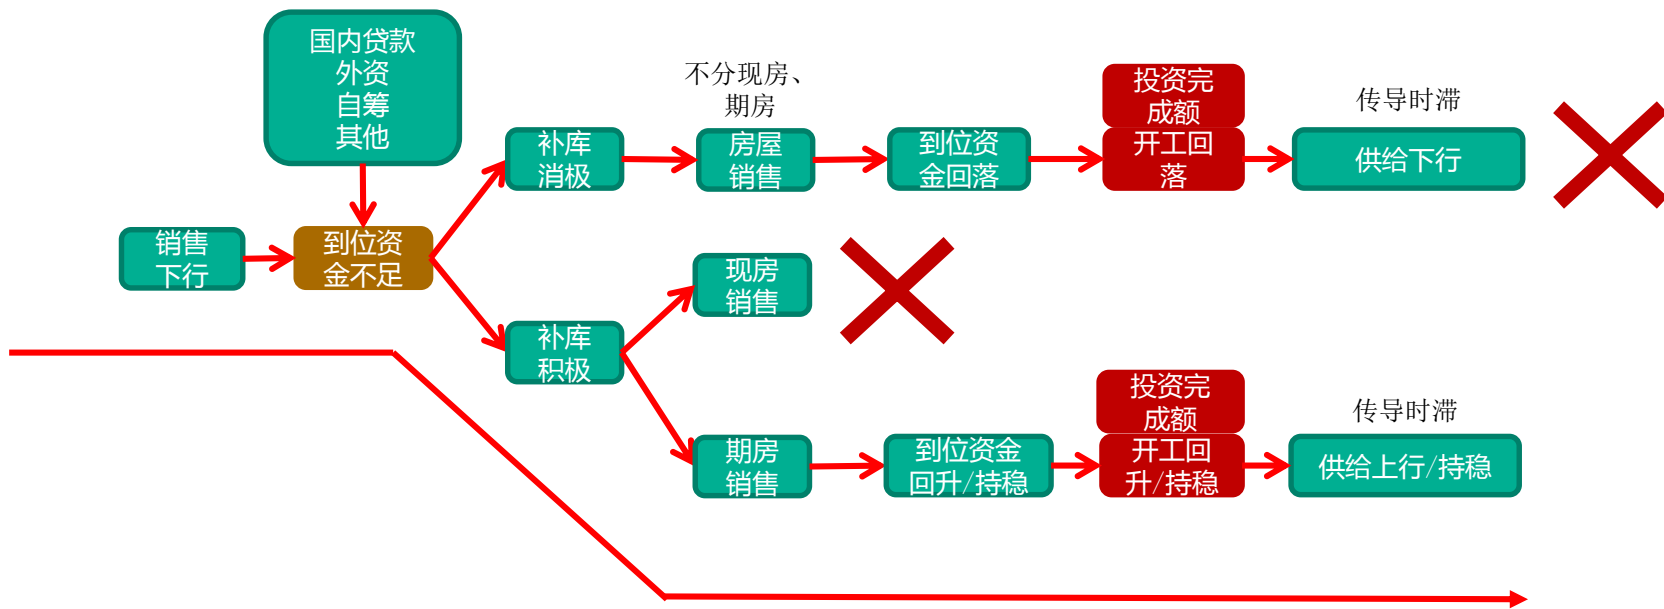 国内贷款
外资
自筹
其他
销售
下行
到位资
金不足
补库
消极
不分现房、
期房
房屋
销售
到位资
金回落
投资完
成额
开工回
落
传导时滞
供给下行
补库
积极
现房
销售
期房
销售
到位资金
回升/持稳
投资完
成额
开工回
升/持稳
传导时滞
供给上行/持稳